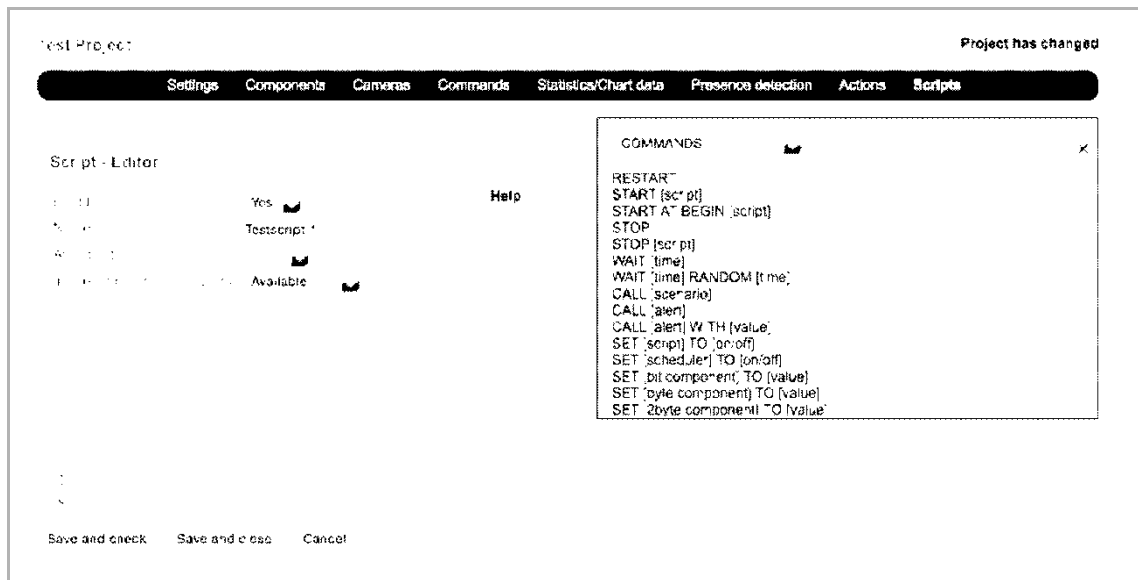 Test Project
Project has changed
Settings Components Cameras Commands Statistics/Chart data Presence detection Actions Scripts
Script - Editor
Yes
Testscript 1
Available
Help
COMMANDS
RESTART
START [script]
START AT BEGIN [script]
STOP
STOP [script]
WAIT [time]
WAIT [time] RANDOM [time]
CALL [scenario]
CALL [alert]
CALL [alert] WITH [value]
SET [script] TO [on/off]
SET [scheduler] TO [on/off]
SET [bit component] TO [value]
SET [byte component] TO [value]
SET [2byte component] TO [value]
Save and check Save and close Cancel